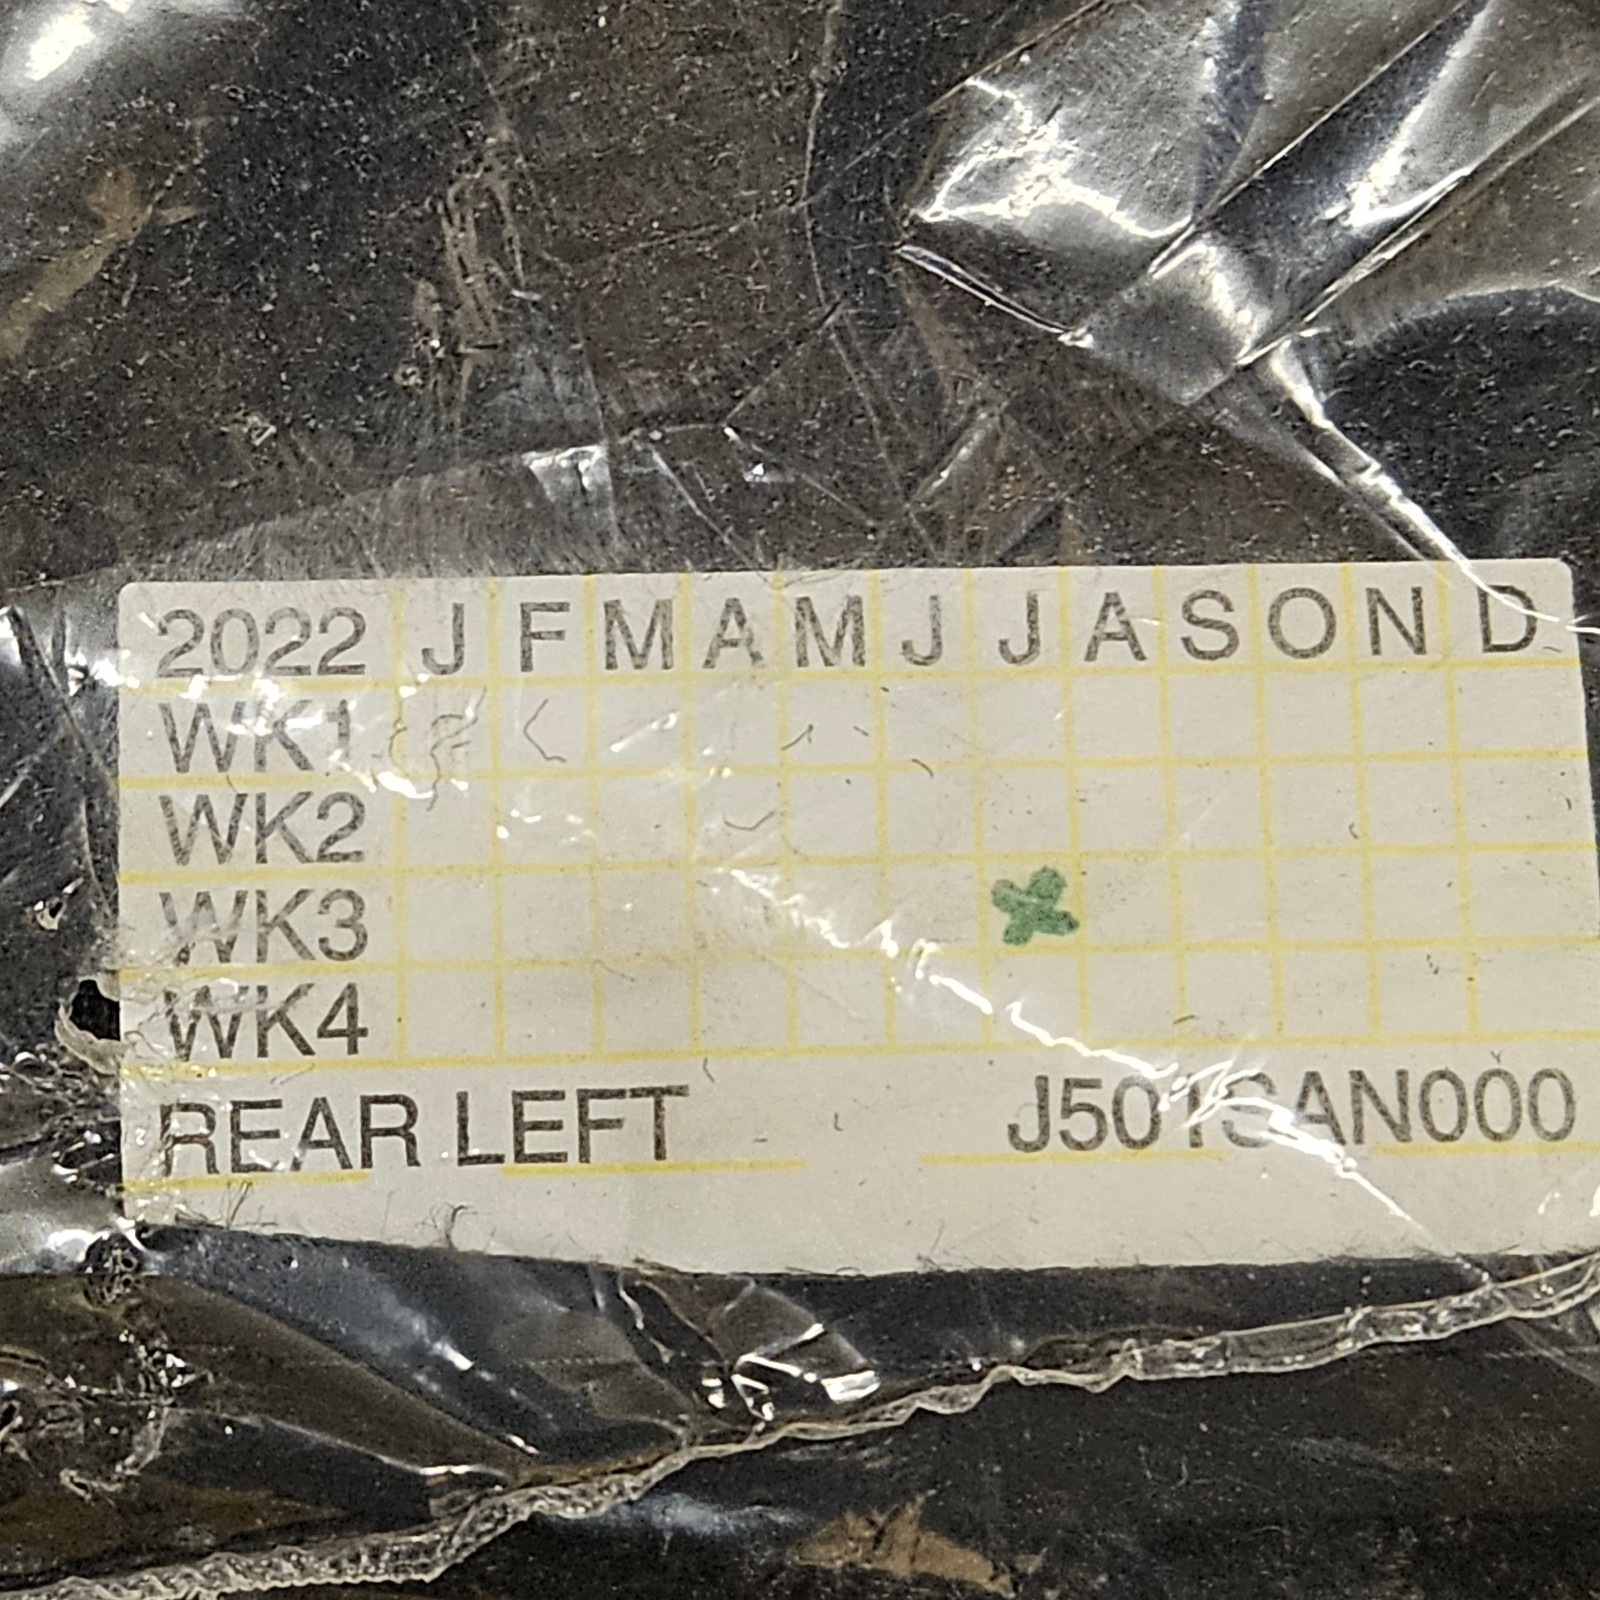 2022 J F M A M J J A S O N D
WK1
WK2
WK3
WK4
REAR LEFT J501SAN000